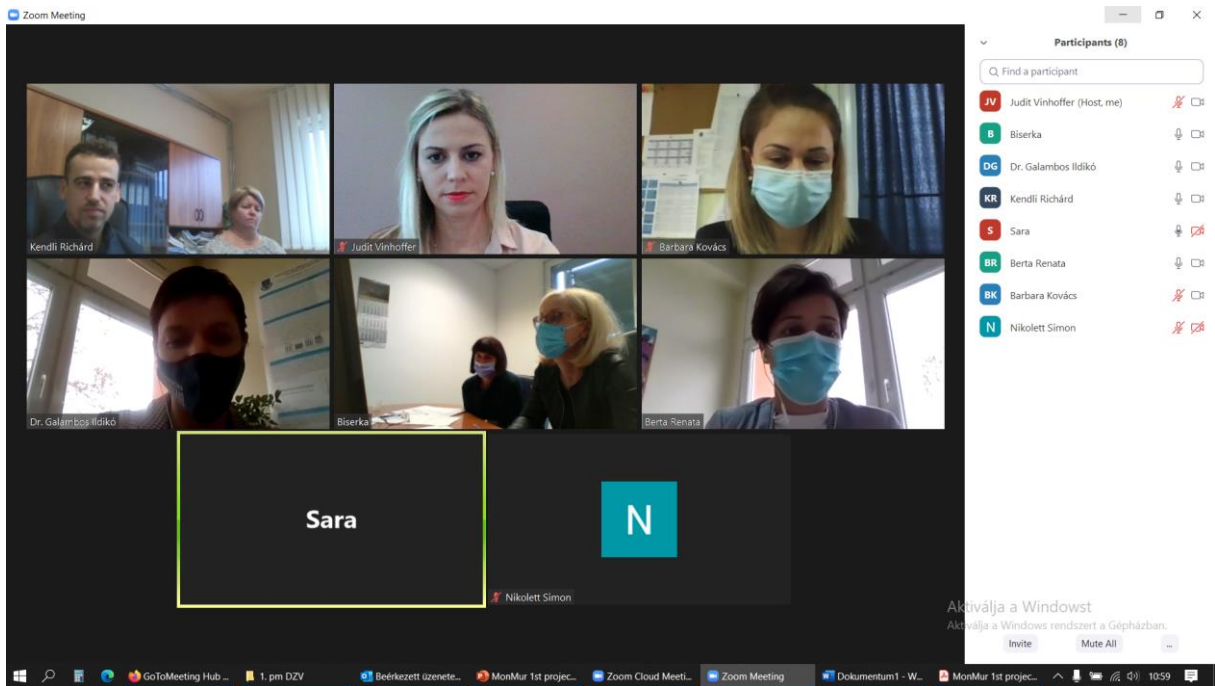 Zoom Meeting
Kendli Richárd
Judit Vinhoffer
Barbara Kovács
Dr. Galambos Ildikó
Biserka
Berta Renata
Sara
N
Nikolett Simon
Participants (8)
Find a participant
JV Judit Vinhoffer (Host, me)
B Biserka
DG Dr. Galambos Ildikó
KR Kendli Richárd
S Sara
BR Berta Renata
BK Barbara Kovács
N Nikolett Simon
Aktiválja a Windowst
Aktiválja a Windows rendszert a Gépházban.
Invite Mute All ...
GoToMeeting Hub ... 1. pm DZV Beérkezett üzenete... MonMur 1st projec... Zoom Cloud Meeti... Zoom Meeting Dokumentum1 - W... MonMur 1st projec... 10:59